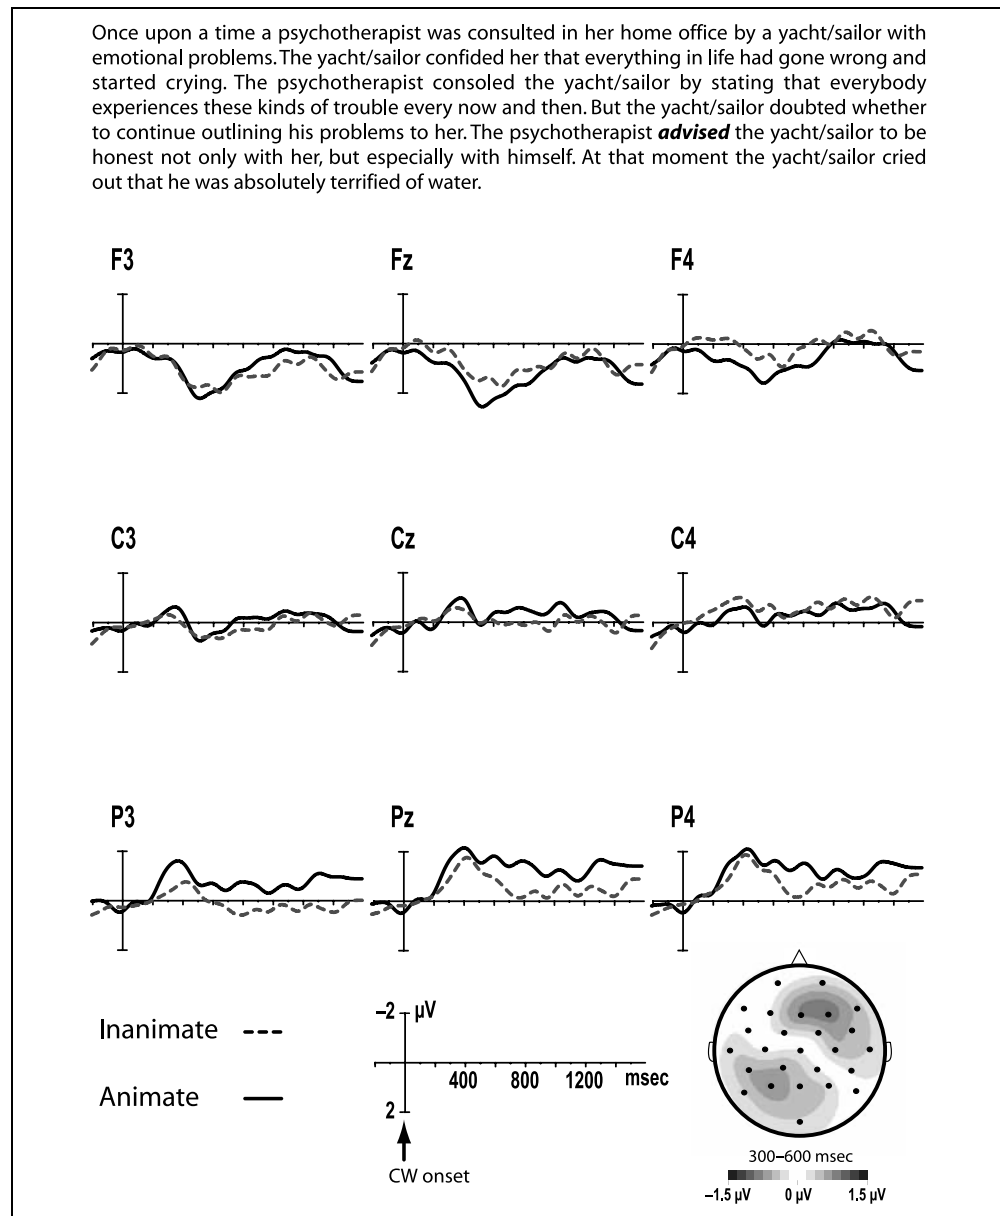 Once upon a time a psychotherapist was consulted in her home office by a yacht/sailor with
emotional problems. The yacht/sailor confided her that everything in life had gone wrong and
started crying. The psychotherapist consoled the yacht/sailor by stating that everybody
experiences these kinds of trouble every now and then. But the yacht/sailor doubted whether
to continue outlining his problems to her. The psychotherapist advised the yacht/sailor to be
honest not only with her, but especially with himself. At that moment the yacht/sailor cried
out that he was absolutely terrified of water.
F3 Fz F4
C3 Cz C4
P3 Pz P4
Inanimate
Animate
−2 µV
400 800 1200 msec
2
CW onset
300–600 msec
−1.5 µV 0 µV 1.5 µV